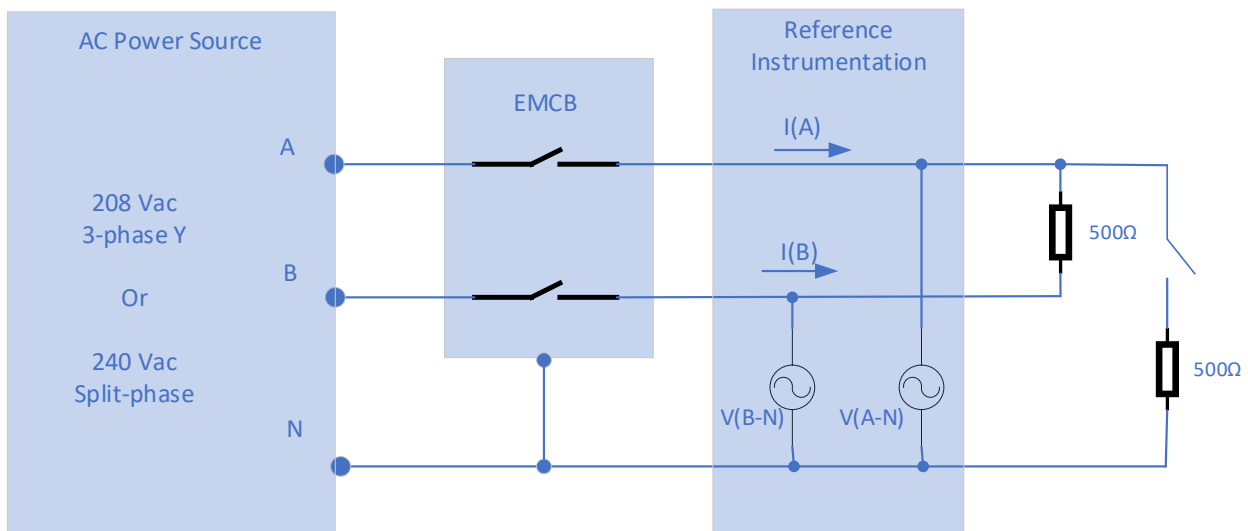 AC Power Source
208 Vac
3-phase Y
Or
240 Vac
Split-phase
A
B
N
EMCB
Reference
Instrumentation
I(A)
I(B)
V(B-N)
V(A-N)
500Ω
500Ω